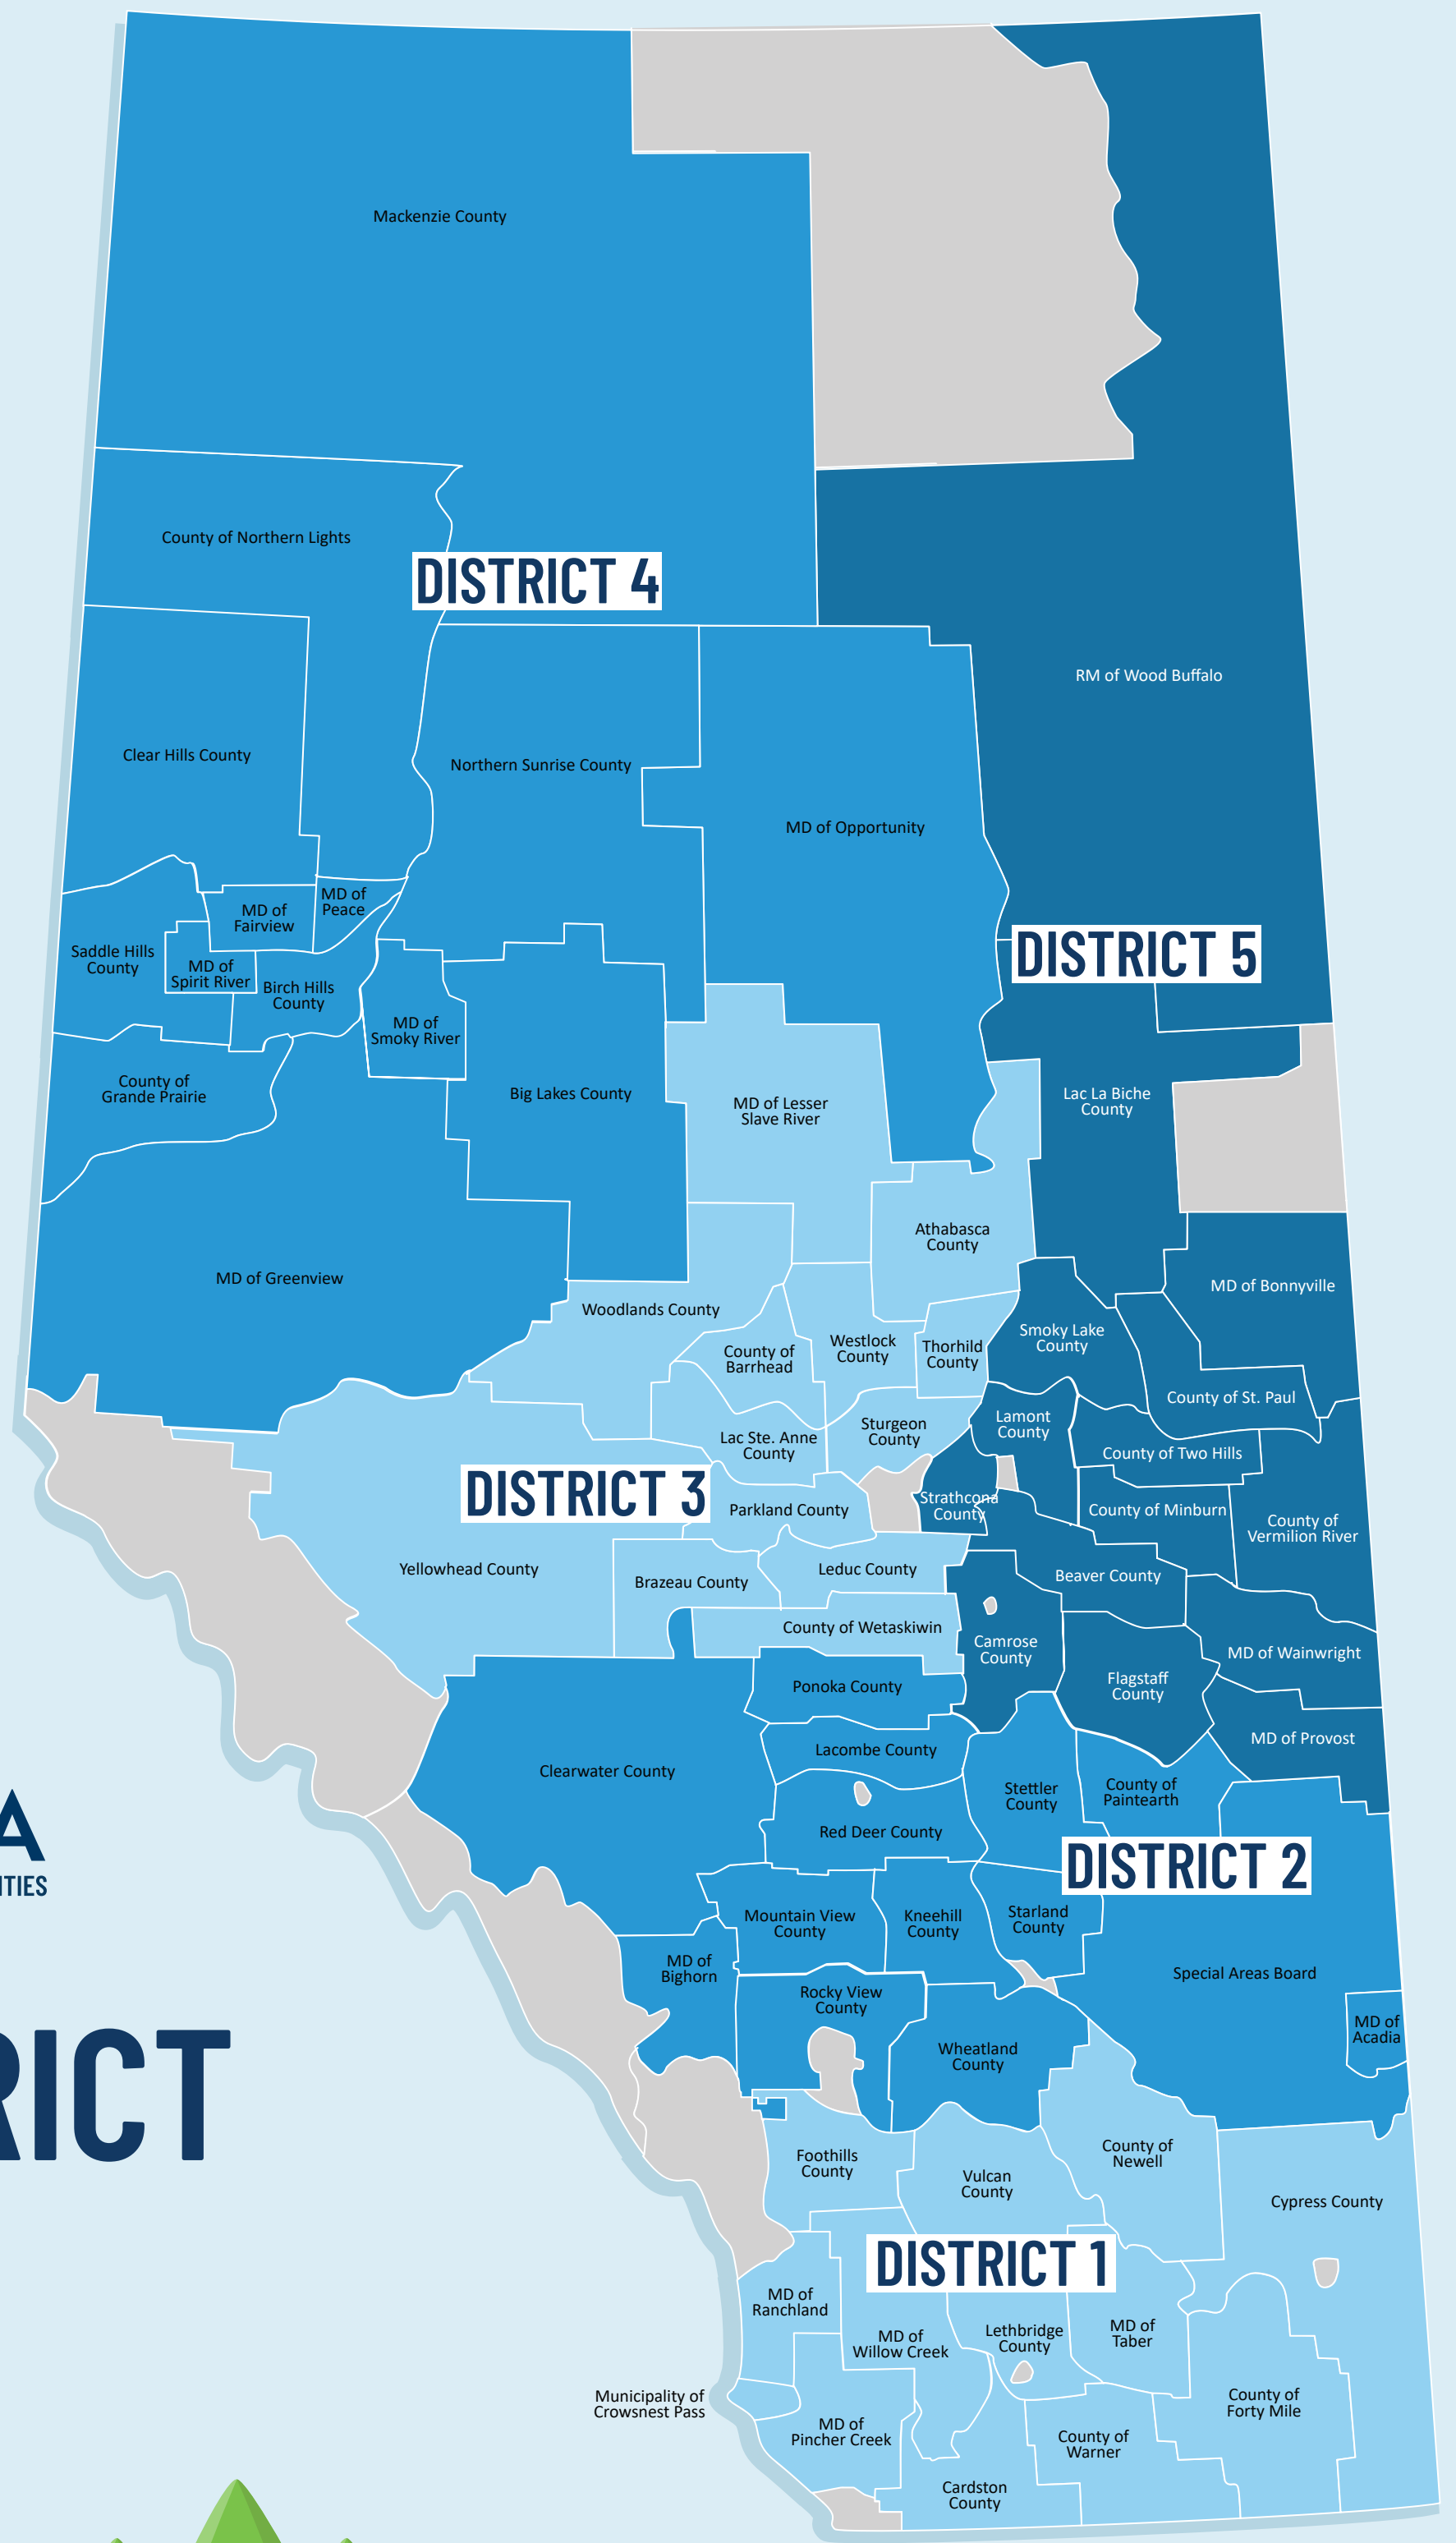 Mackenzie County
County of Northern Lights
DISTRICT 4
RM of Wood Buffalo
Clear Hills County
Northern Sunrise County
MD of Opportunity
MD of
Peace
MD of
Fairview
Saddle Hills
County
MD of
Spirit River
Birch Hills
County
DISTRICT 5
MD of
Smoky River
County of
Grande Prairie
Big Lakes County
MD of Lesser
Slave River
Lac La Biche
County
Athabasca
County
MD of Greenview
MD of Bonnyville
Woodlands County
County of
Barrhead
Westlock
County
Thorhild
County
Smoky Lake
County
County of St. Paul
Lac Ste. Anne
County
Sturgeon
County
Lamont
County
County of Two Hills
DISTRICT 3
Parkland County
Strathcona
County
County of Minburn
County of
Vermilion River
Yellowhead County
Brazeau County
Leduc County
Beaver County
County of Wetaskiwin
Camrose
County
MD of Wainwright
Ponoka County
Flagstaff
County
MD of Provost
Clearwater County
Lacombe County
Stettler
County
County of
Paintearth
A
ITIES
Red Deer County
DISTRICT 2
Mountain View
County
Kneehill
County
Starland
County
MD of
Bighorn
Special Areas Board
Rocky View
County
MD of
Acadia
Wheatland
County
RICT
Foothills
County
Vulcan
County
County of
Newell
Cypress County
DISTRICT 1
MD of
Ranchland
MD of
Willow Creek
Lethbridge
County
MD of
Taber
Municipality of
Crowsnest Pass
MD of
Pincher Creek
County of
Warner
County of
Forty Mile
Cardston
County